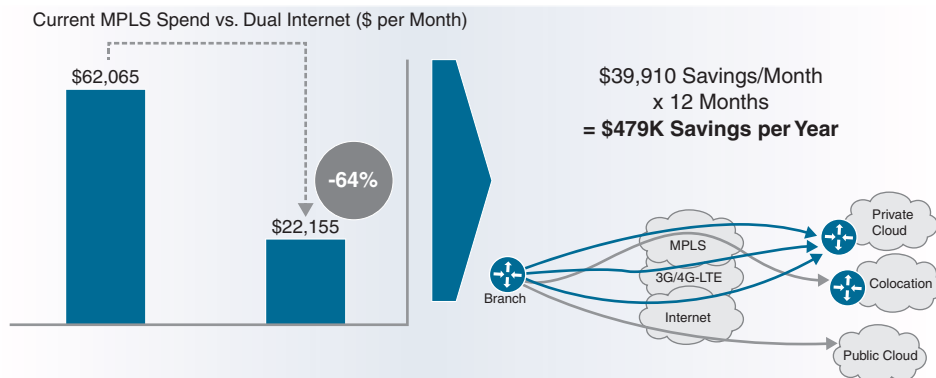 Current MPLS Spend vs. Dual Internet ($ per Month)
$62,065
-64%
$22,155
$39,910 Savings/Month
x 12 Months
= $479K Savings per Year
Branch
MPLS
3G/4G-LTE
Internet
Private
Cloud
Colocation
Public Cloud